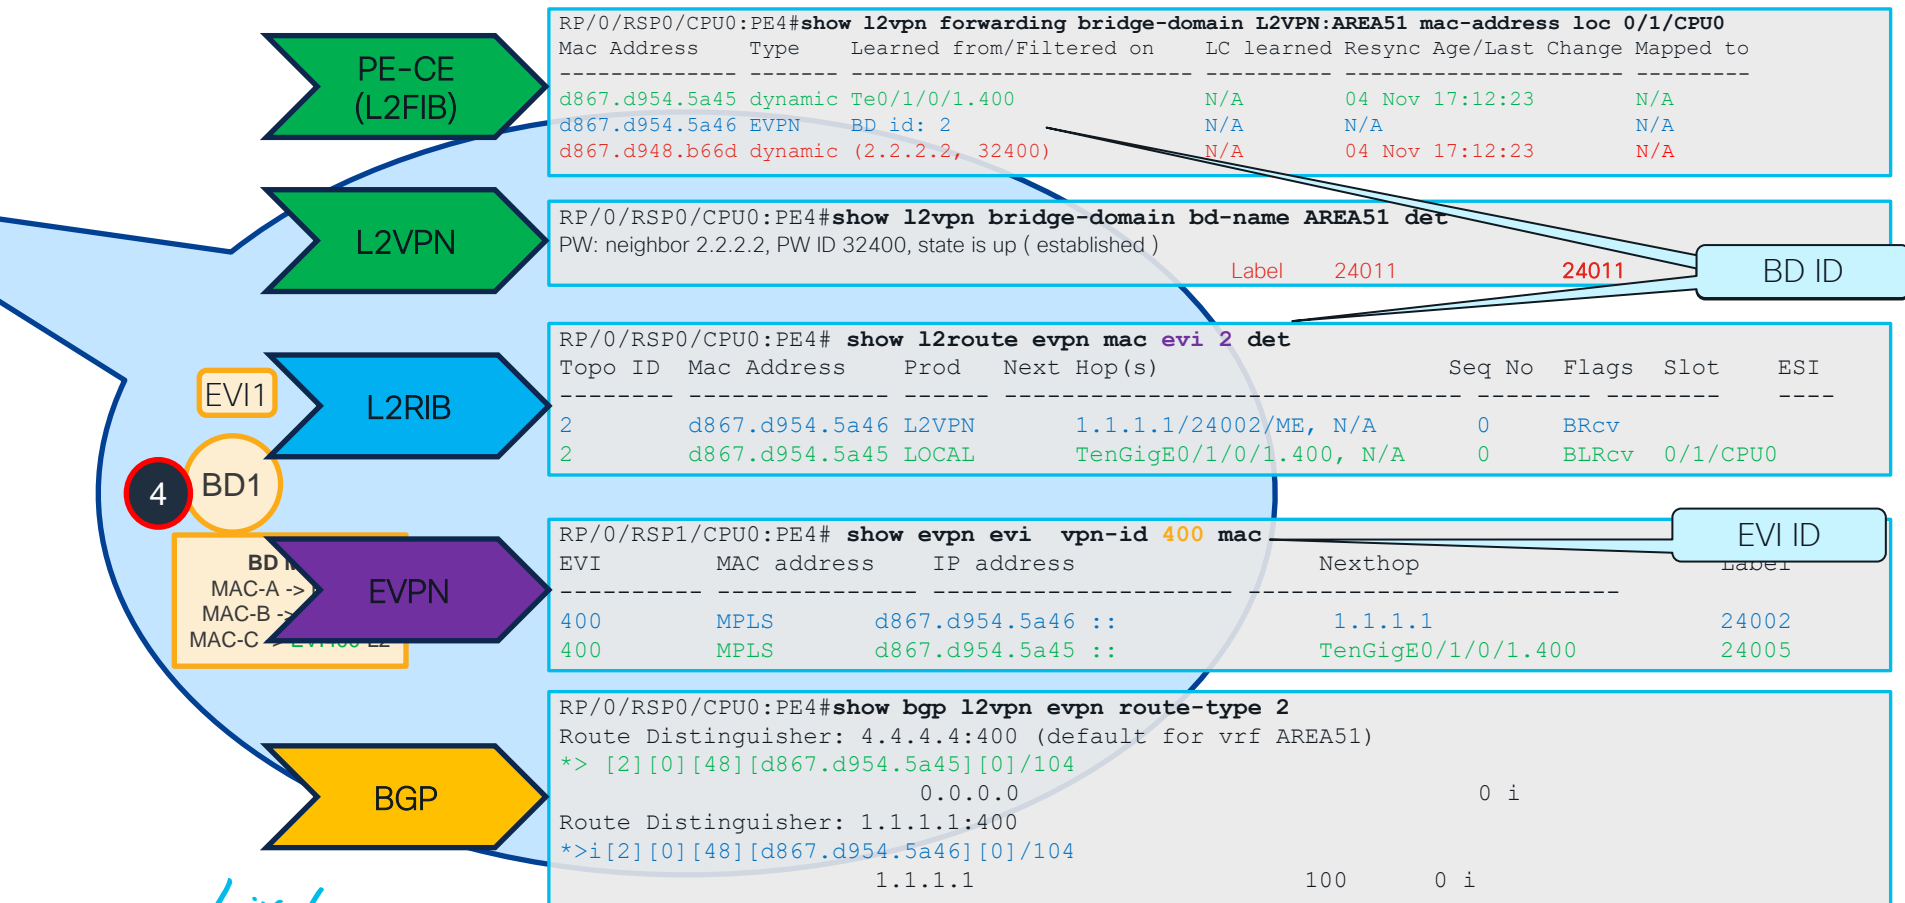 RP/0/RSP0/CPU0:PE4#show l2vpn forwarding bridge-domain L2VPN:AREA51 mac-address loc 0/1/CPU0
Mac Address Type Learned from/Filtered on LC learned Resync Age/Last Change Mapped to
-------------- ------- --------------------------- ---------- ---------------------- ---------
d867.d954.5a45 dynamic Te0/1/0/1.400 N/A 04 Nov 17:12:23 N/A
d867.d954.5a46 EVPN BD id: 2 N/A N/A N/A
d867.d948.b66d dynamic (2.2.2.2, 32400) N/A 04 Nov 17:12:23 N/A
PE-CE
(L2FIB)
RP/0/RSP0/CPU0:PE4#show l2vpn bridge-domain bd-name AREA51 det
PW: neighbor 2.2.2.2, PW ID 32400, state is up ( established )
Label 24011 24011
L2VPN
BD ID
RP/0/RSP0/CPU0:PE4# show l2route evpn mac evi 2 det
Topo ID Mac Address Prod Next Hop(s) Seq No Flags Slot ESI
-------- -------------- ------ -------------------------------- -------- -------- ----
2 d867.d954.5a46 L2VPN 1.1.1.1/24002/ME, N/A 0 BRcv
2 d867.d954.5a45 LOCAL TenGigE0/1/0/1.400, N/A 0 BLRcv 0/1/CPU0
EVI1
L2RIB
4
BD1
RP/0/RSP1/CPU0:PE4# show evpn evi vpn-id 400 mac
EVI ID
EVI MAC address IP address Nexthop Label
---------- -------------- --------------------- --------------------------
400 MPLS d867.d954.5a46 :: 1.1.1.1 24002
400 MPLS d867.d954.5a45 :: TenGigE0/1/0/1.400 24005
BD
MAC-A ->
MAC-B ->
MAC-C ->
EVPN
RP/0/RSP0/CPU0:PE4#show bgp l2vpn evpn route-type 2
Route Distinguisher: 4.4.4.4:400 (default for vrf AREA51)
*> [2][0][48][d867.d954.5a45][0]/104
0.0.0.0 0 i
Route Distinguisher: 1.1.1.1:400
*>i[2][0][48][d867.d954.5a46][0]/104
1.1.1.1 100 0 i
BGP